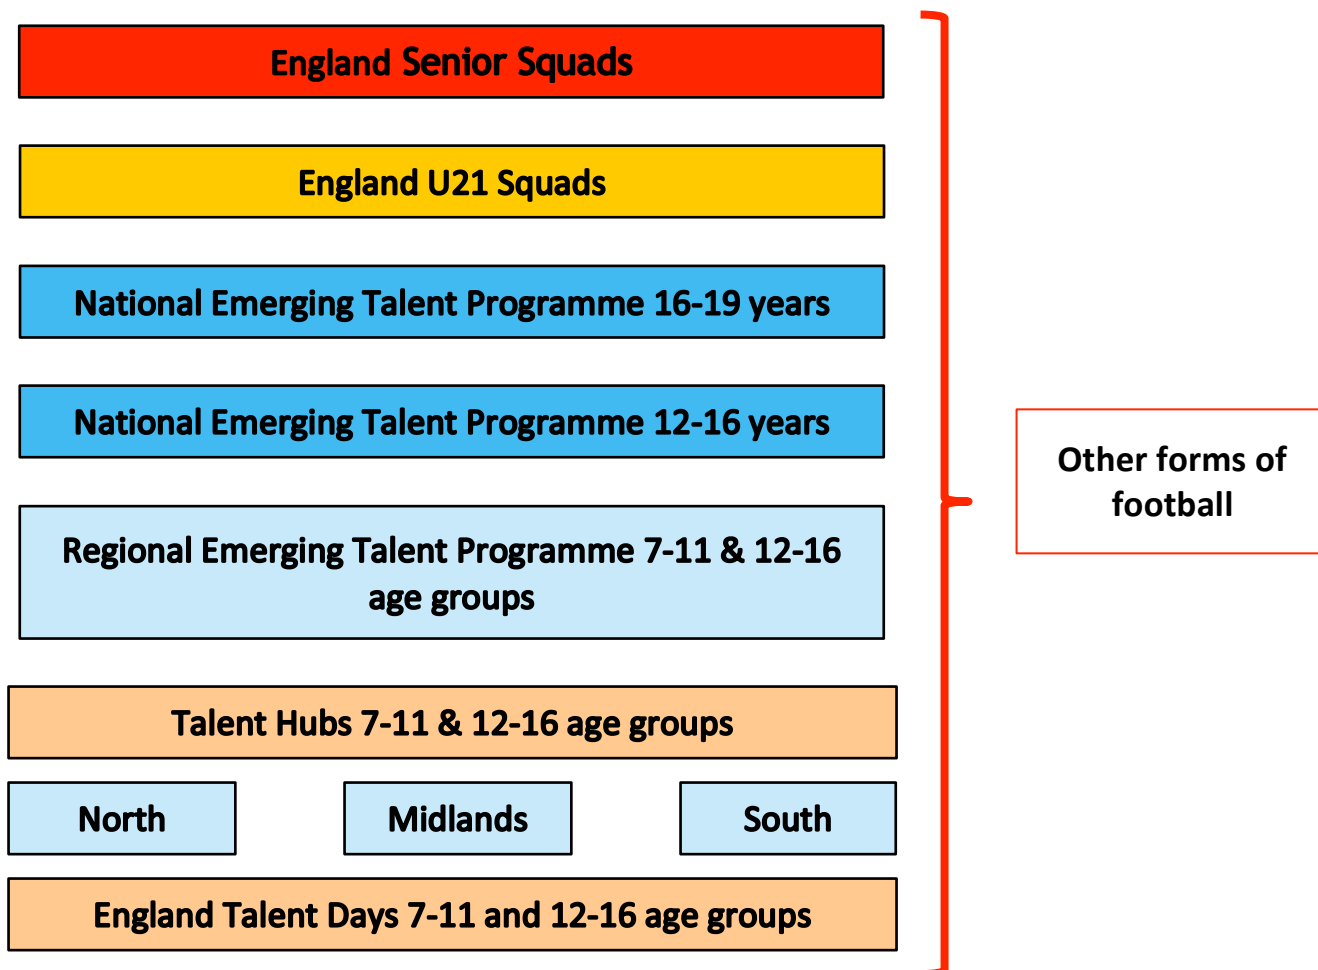 England Senior Squads
England U21 Squads
National Emerging Talent Programme 16-19 years
National Emerging Talent Programme 12-16 years
Regional Emerging Talent Programme 7-11 & 12-16
age groups
Other forms of
football
Talent Hubs 7-11 & 12-16 age groups
North
Midlands
South
England Talent Days 7-11 and 12-16 age groups